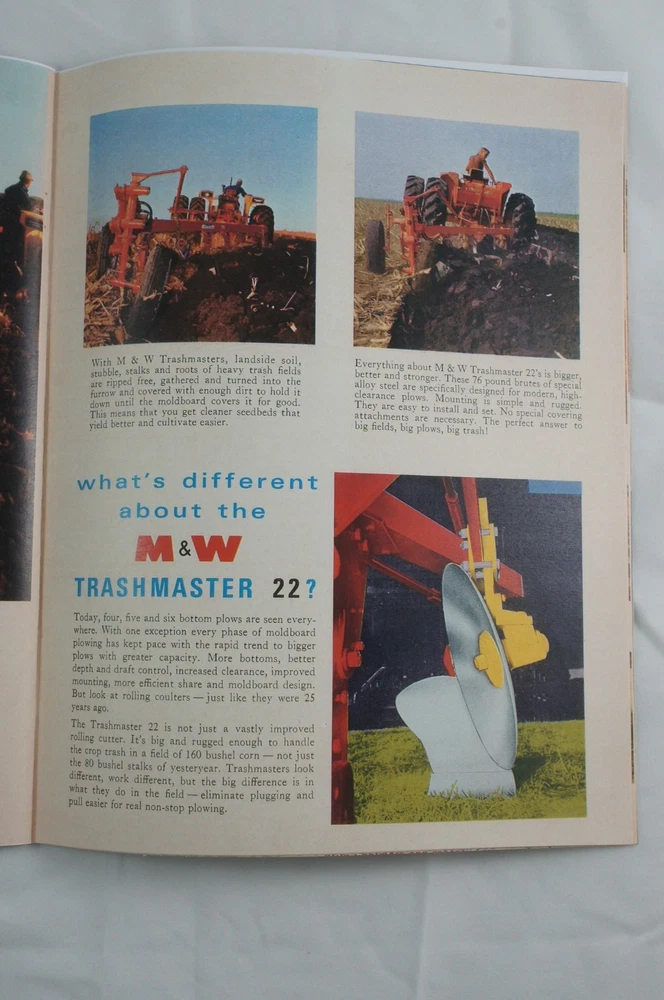 With M & W Trashmasters, landside soil,
stubble, stalks and roots of heavy trash fields
are ripped free, gathered and turned into the
furrow and covered with enough dirt to hold it
down until the moldboard covers it for good.
This means that you get cleaner seedbeds that
yield better and cultivate easier.
Everything about M & W Trashmaster 22's is bigger,
better and stronger. These 76 pound brutes of special
alloy steel are specifically designed for modern, high-
clearance plows. Mounting is simple and rugged.
They are easy to install and set. No special covering
attachments are necessary. The perfect answer to
big fields, big plows, big trash!
what's different
about the
M & W
TRASHMASTER 22?
Today, four, five and six bottom plows are seen every-
where. With one exception every phase of moldboard
plowing has kept pace with the rapid trend to bigger
plows with greater capacity. More bottoms, better
depth and draft control, increased clearance, improved
mounting, more efficient share and moldboard design.
But look at rolling coulters — just like they were 25
years ago.
The Trashmaster 22 is not just a vastly improved
rolling cutter. It's big and rugged enough to handle
the crop trash in a field of 160 bushel corn — not just
the 80 bushel stalks of yesteryear. Trashmasters look
different, work different, but the big difference is in
what they do in the field — eliminate plugging and
pull easier for real non-stop plowing.